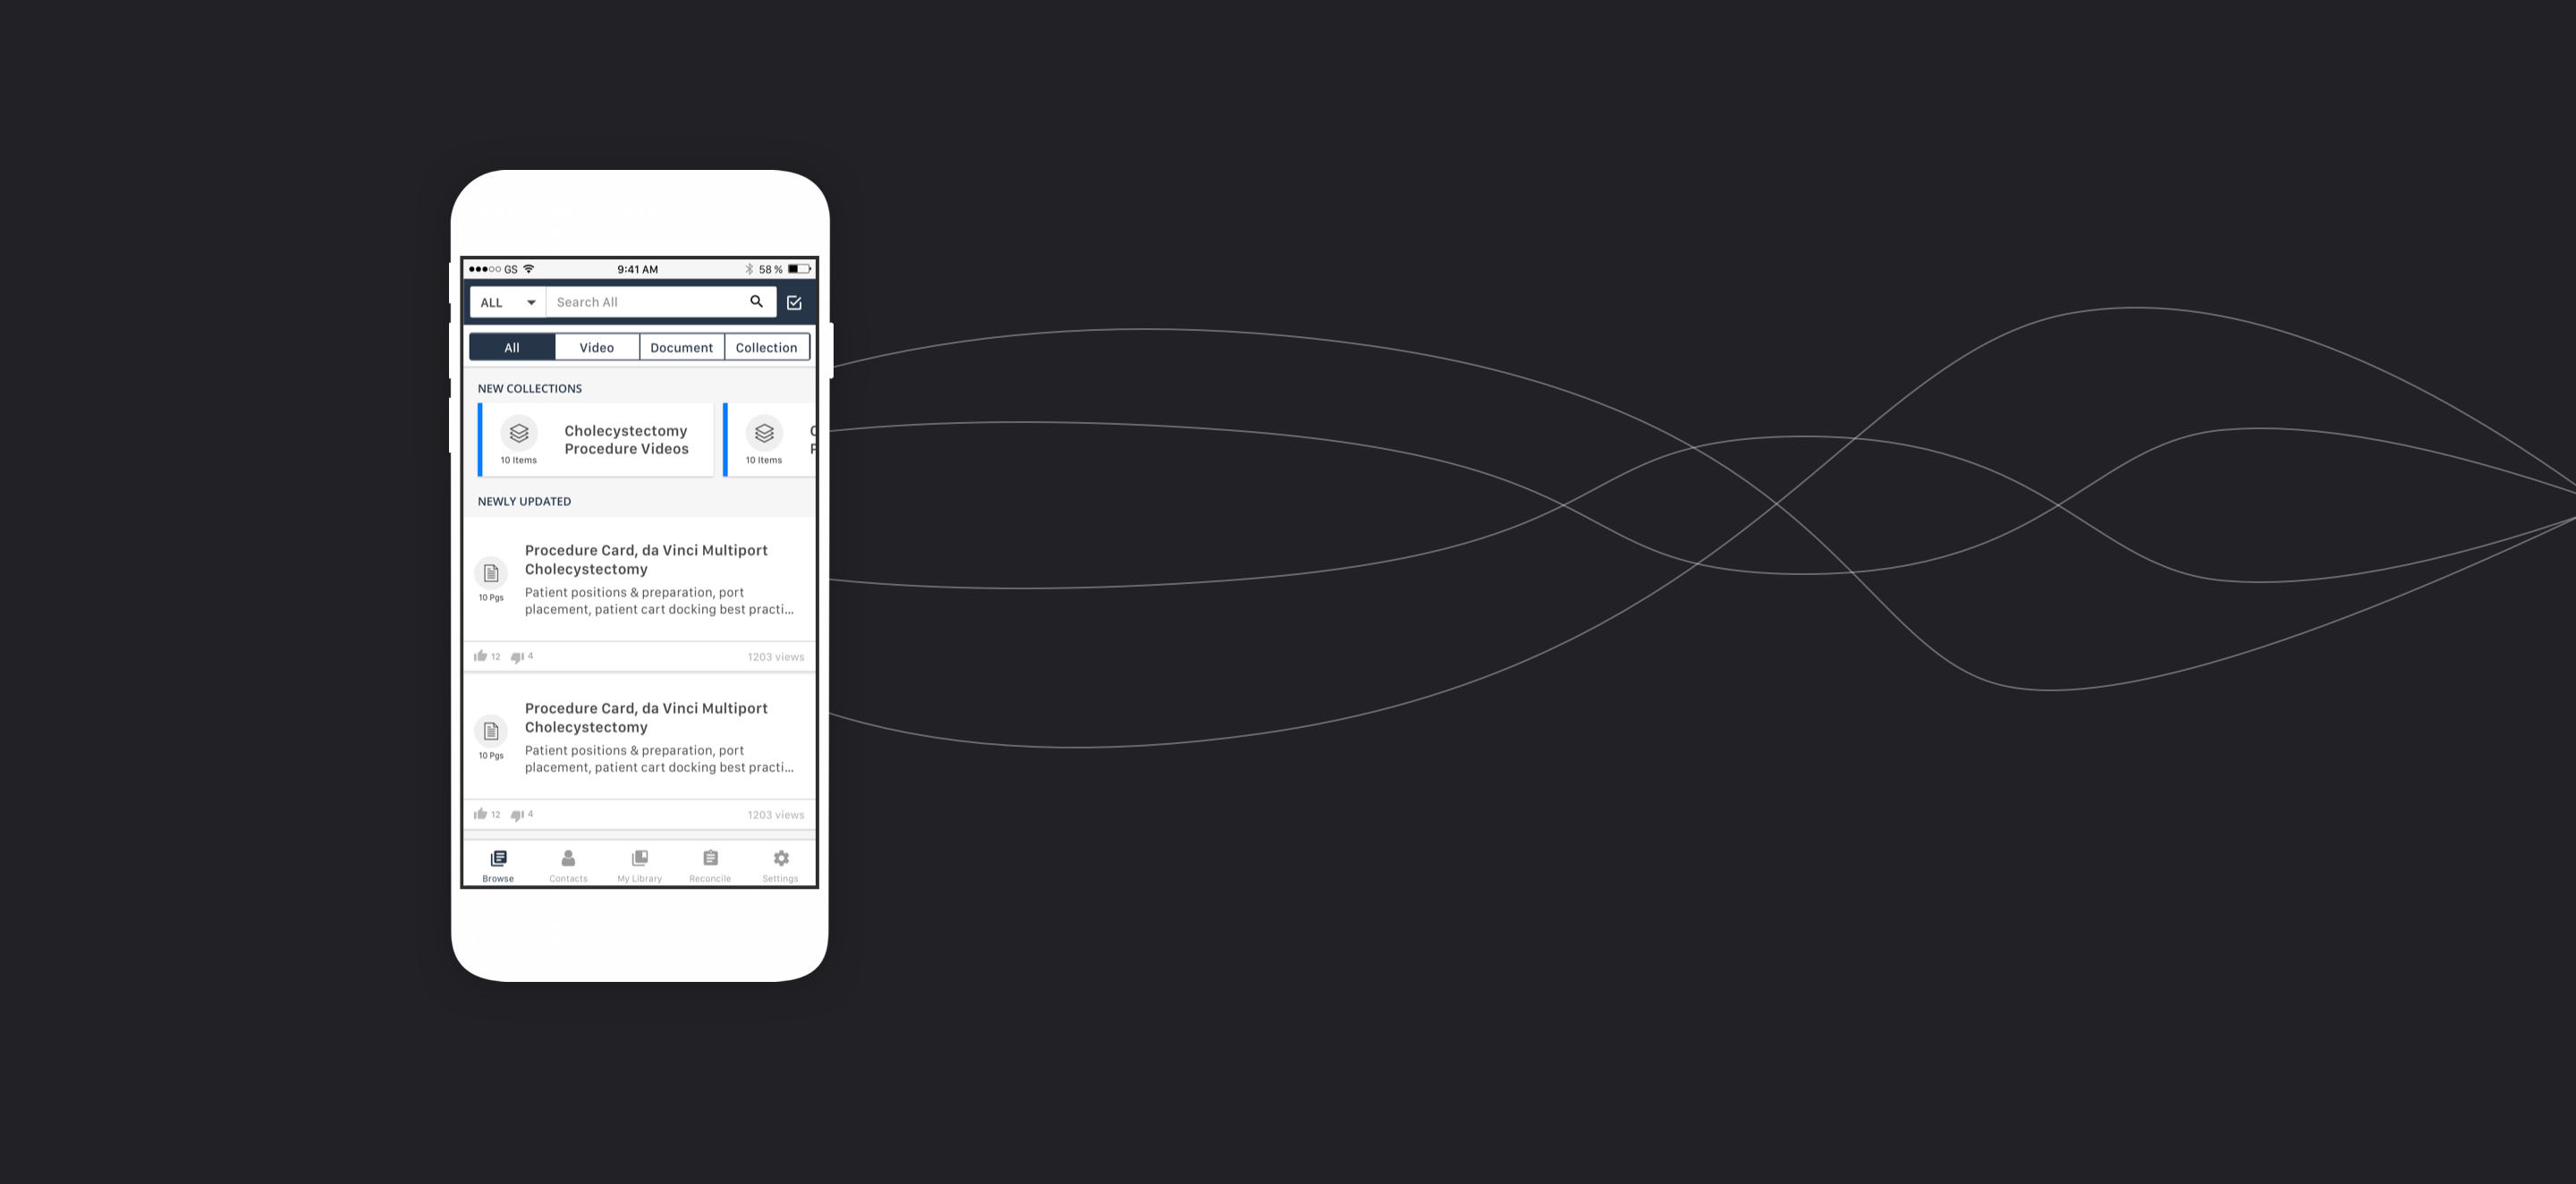 GS 9:41 AM 58 %
ALL Search All
All Video Document Collection
NEW COLLECTIONS
Cholecystectomy
Procedure Videos
10 Items
10 Items
NEWLY UPDATED
Procedure Card, da Vinci Multiport
Cholecystectomy
Patient positions & preparation, port
placement, patient cart docking best practi...
10 Pgs
12 4 1203 views
Procedure Card, da Vinci Multiport
Cholecystectomy
Patient positions & preparation, port
placement, patient cart docking best practi...
10 Pgs
12 4 1203 views
Browse Contacts My Library Reconcile Settings